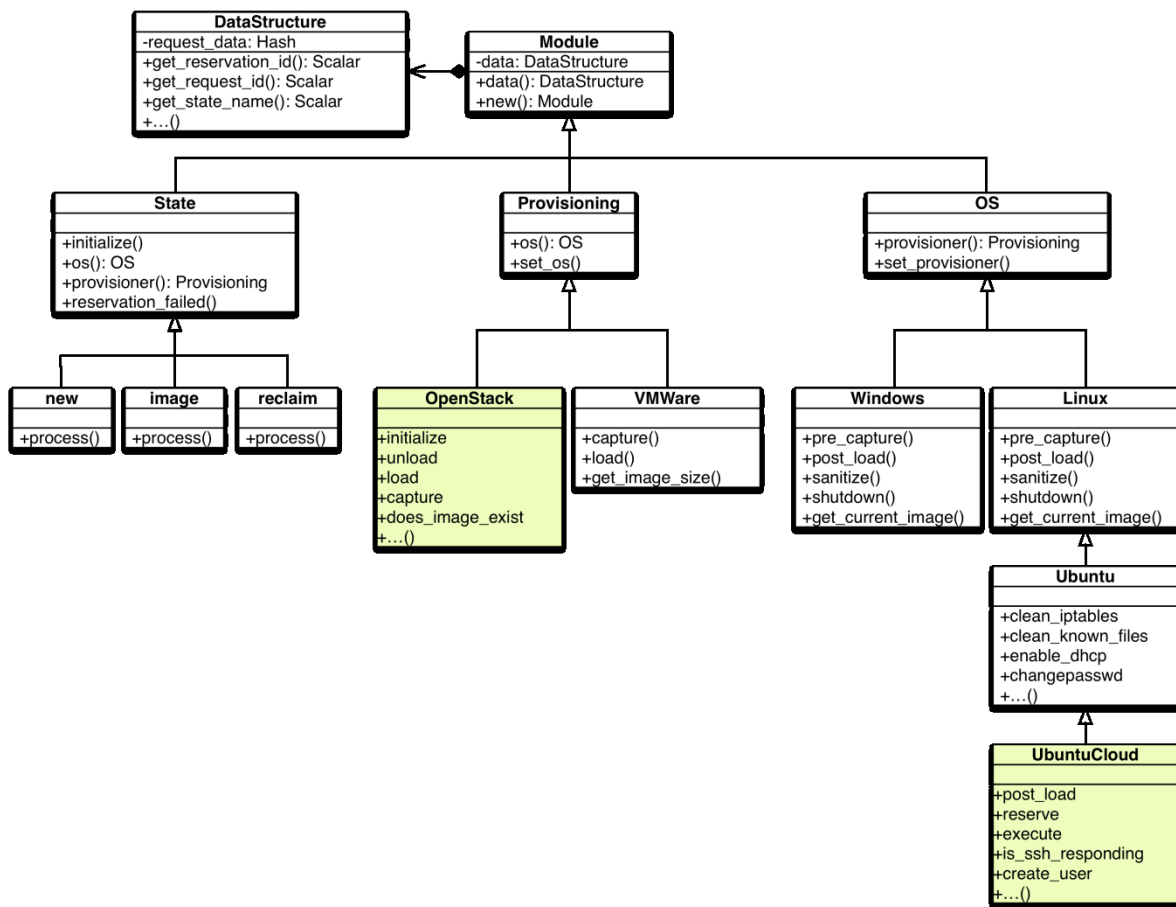 DataStructure
-request_data: Hash
+get_reservation_id(): Scalar
+get_request_id(): Scalar
+get_state_name(): Scalar
+…()
Module
-data: DataStructure
+data(): DataStructure
+new(): Module
State
+initialize()
+os(): OS
+provisioner(): Provisioning
+reservation_failed()
Provisioning
+os(): OS
+set_os()
OS
+provisioner(): Provisioning
+set_provisioner()
new
+process()
image
+process()
reclaim
+process()
OpenStack
+initialize
+unload
+load
+capture
+does_image_exist
+…()
VMWare
+capture()
+load()
+get_image_size()
Windows
+pre_capture()
+post_load()
+sanitize()
+shutdown()
+get_current_image()
Linux
+pre_capture()
+post_load()
+sanitize()
+shutdown()
+get_current_image()
Ubuntu
+clean_iptables
+clean_known_files
+enable_dhcp
+changepasswd
+…()
UbuntuCloud
+post_load
+reserve
+execute
+is_ssh_responding
+create_user
+…()